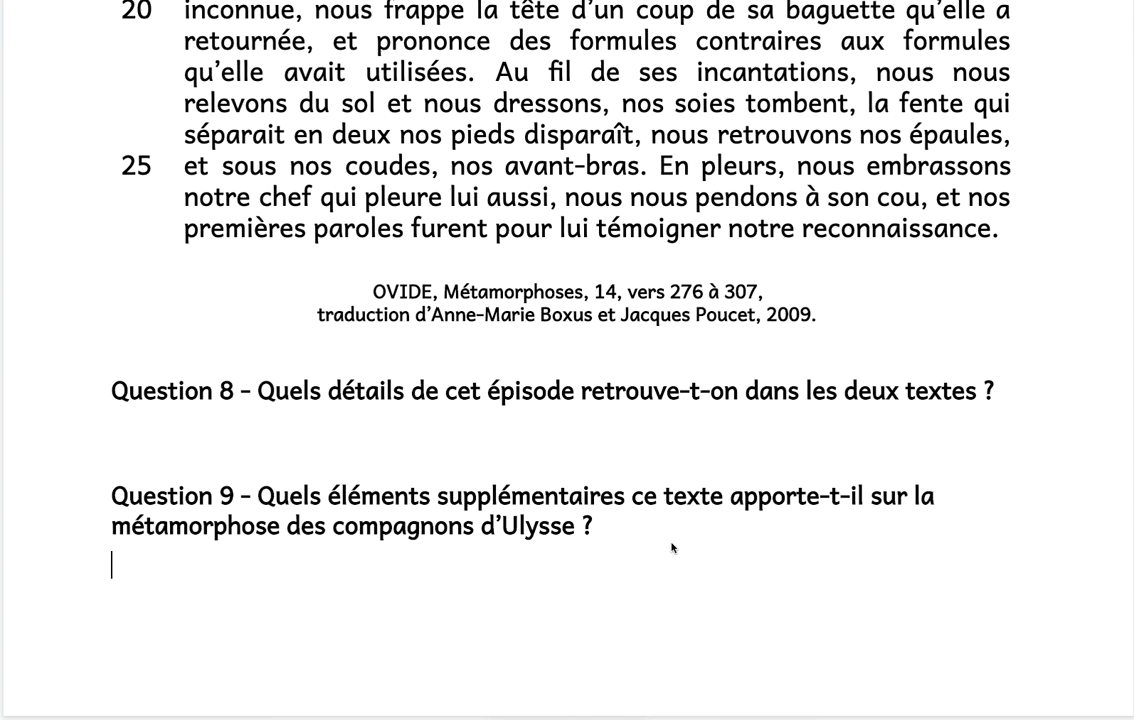 20 inconnue, nous frappe la tête d'un coup de sa baguette qu'elle a
retournée, et prononce des formules contraires aux formules
qu'elle avait utilisées. Au fil de ses incantations, nous nous
relevons du sol et nous dressons, nos soies tombent, la fente qui
séparait en deux nos pieds disparaît, nous retrouvons nos épaules,
25 et sous nos coudes, nos avant-bras. En pleurs, nous embrassons
notre chef qui pleure lui aussi, nous nous pendons à son cou, et nos
premières paroles furent pour lui témoigner notre reconnaissance.
OVIDE, Métamorphoses, 14, vers 276 à 307,
traduction d'Anne-Marie Boxus et Jacques Poucet, 2009.
Question 8 - Quels détails de cet épisode retrouve-t-on dans les deux textes ?
Question 9 - Quels éléments supplémentaires ce texte apporte-t-il sur la
métamorphose des compagnons d'Ulysse ?